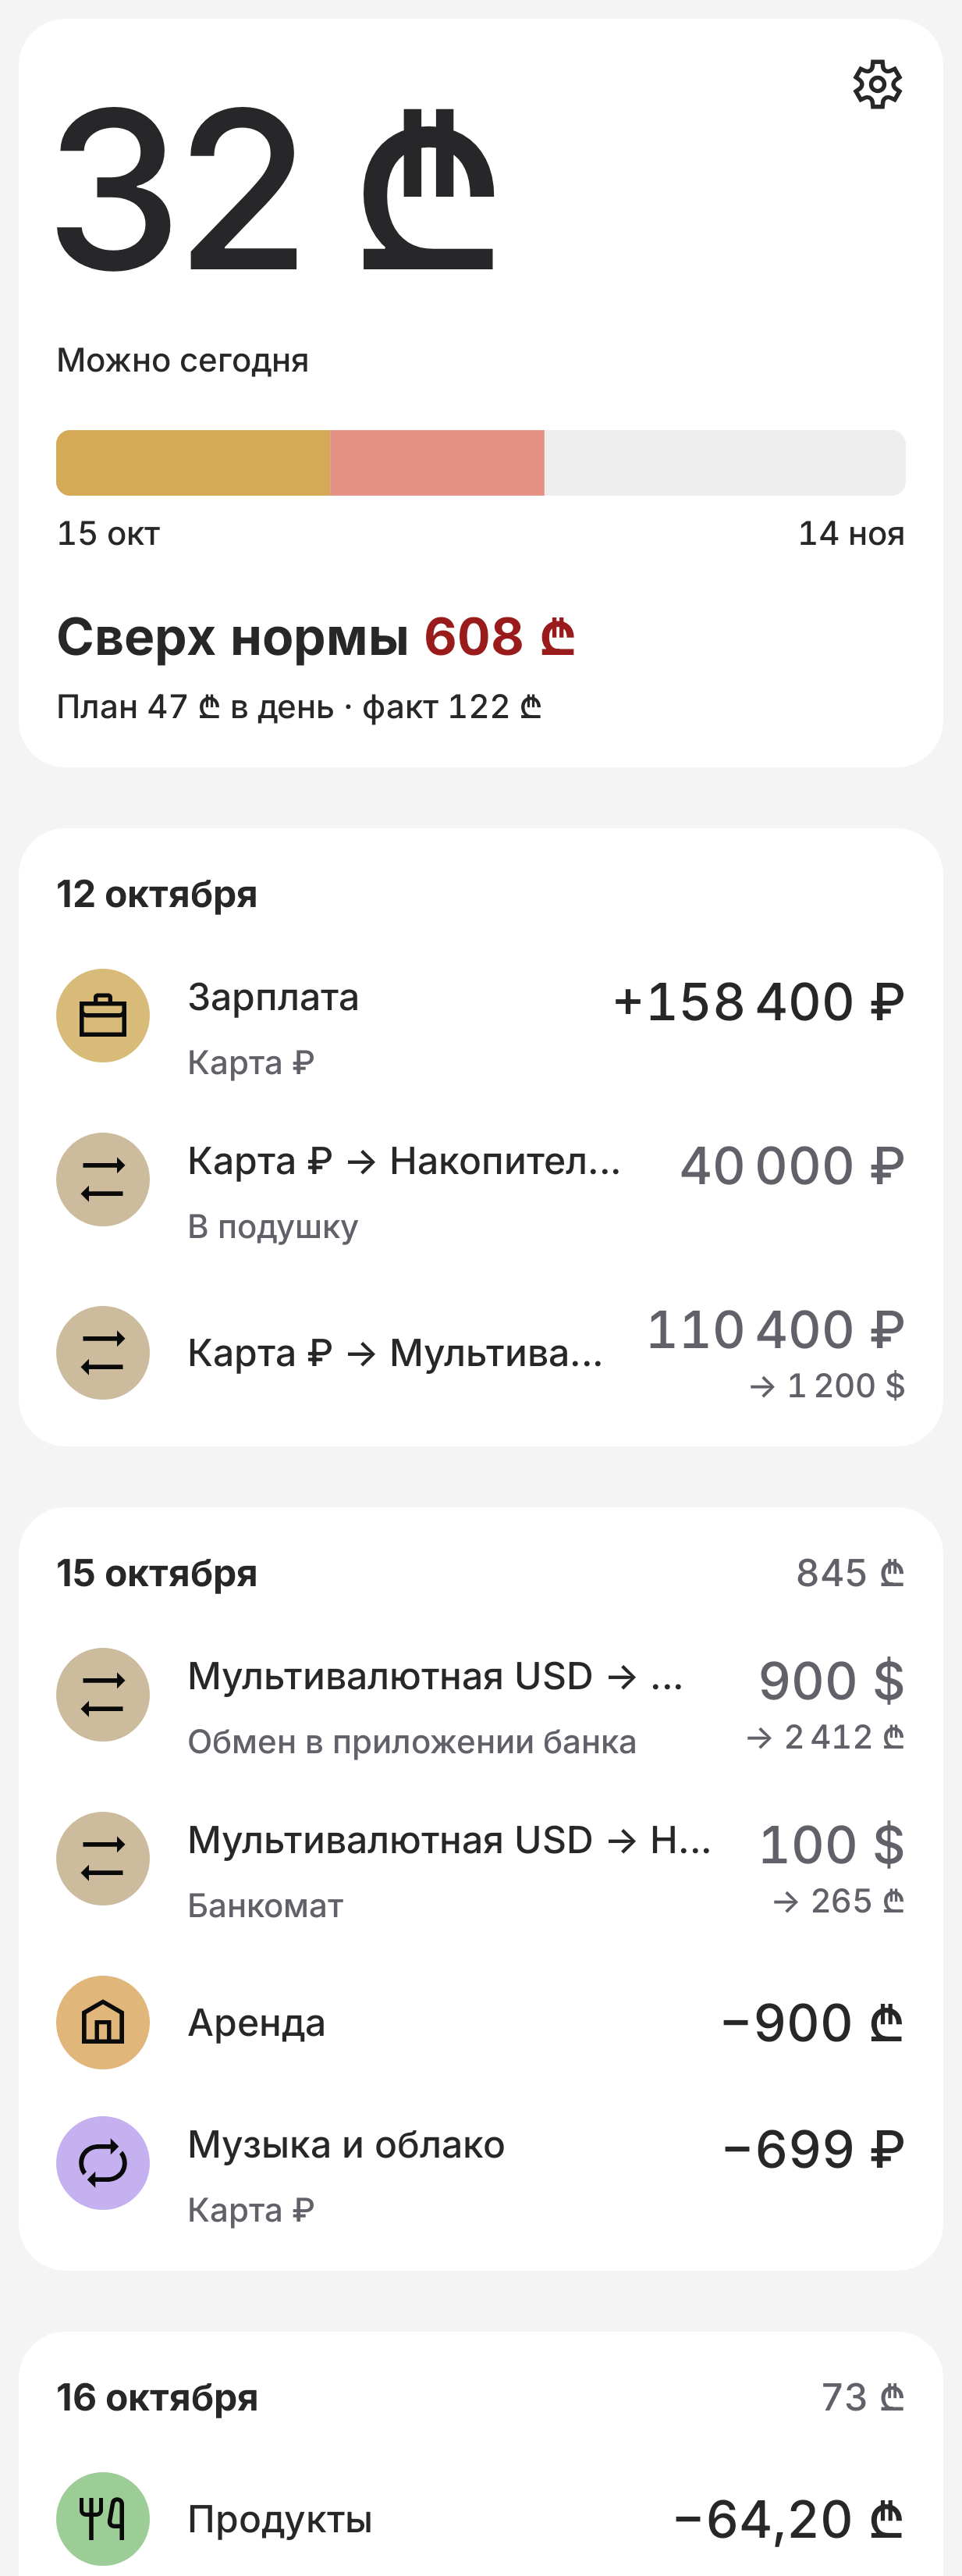 32 ₾
Можно сегодня
15 окт
14 ноя
Сверх нормы 608 ₾
План 47 ₾ в день · факт 122 ₾
12 октября
Зарплата
+158 400 ₽
Карта ₽
Карта ₽ → Накопител...
40 000 ₽
В подушку
Карта ₽ → Мультива...
110 400 ₽
→ 1 200 $
15 октября
845 ₾
Мультивалютная USD → ...
900 $
Обмен в приложении банка
→ 2 412 ₾
Мультивалютная USD → Н...
100 $
Банкомат
→ 265 ₾
Аренда
−900 ₾
Музыка и облако
−699 ₽
Карта ₽
16 октября
73 ₾
Продукты
−64,20 ₾